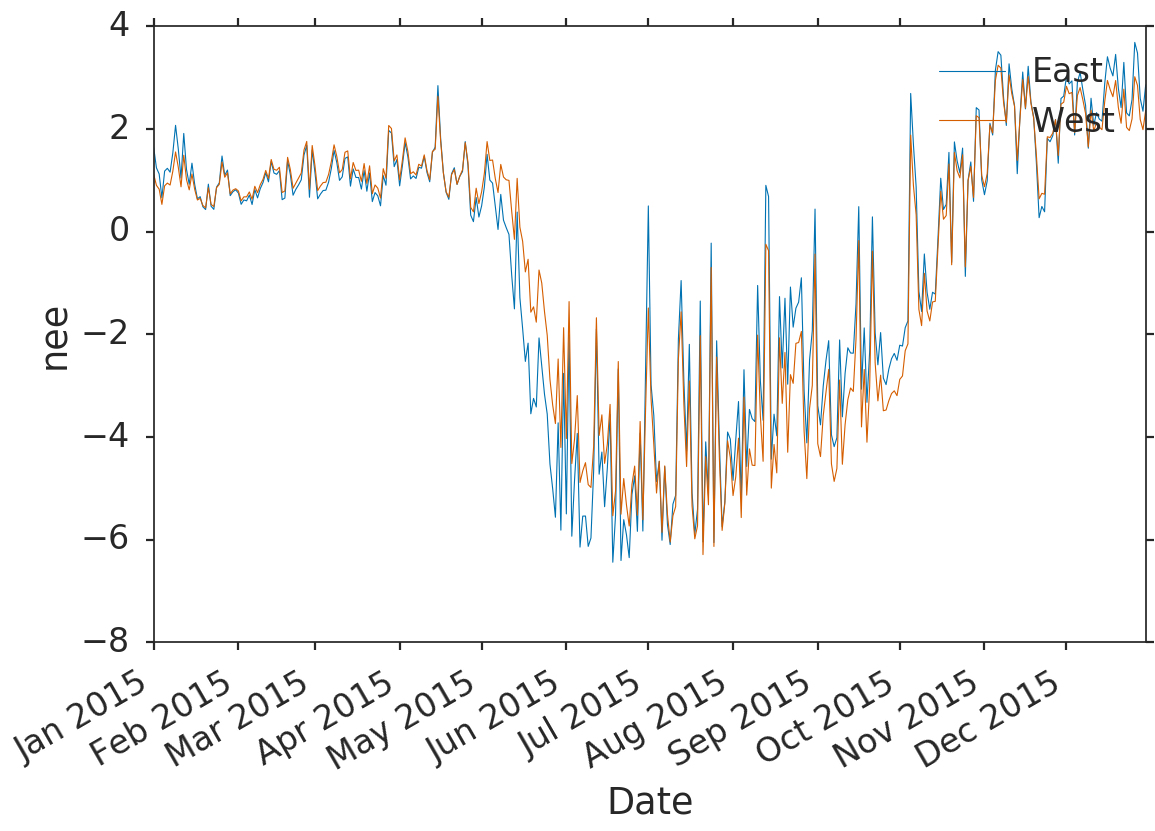 4
2
0
−2
−4
−6
−8
nee
East
West
Jan 2015
Feb 2015
Mar 2015
Apr 2015
May 2015
Jun 2015
Jul 2015
Aug 2015
Sep 2015
Oct 2015
Nov 2015
Dec 2015
Date